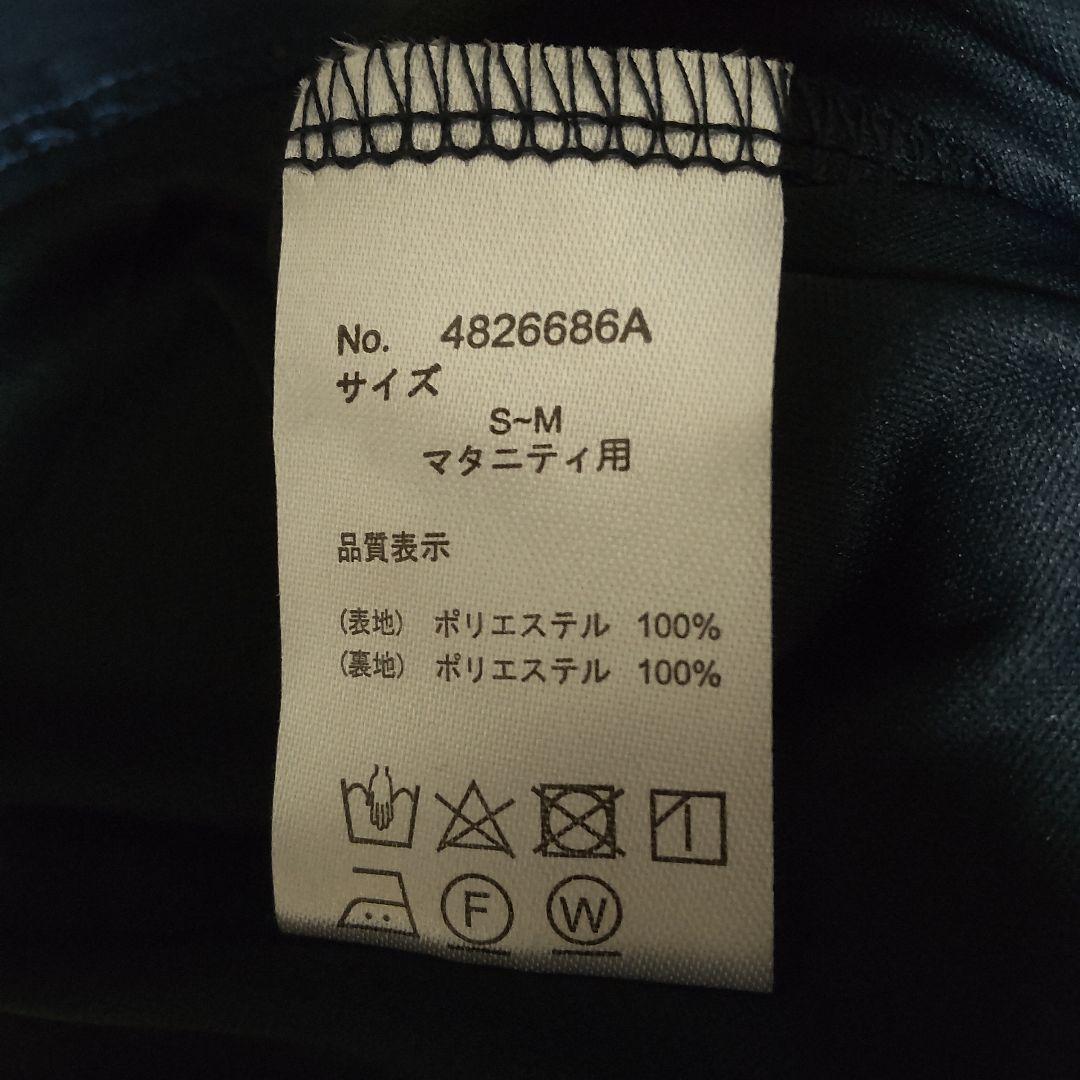 No. 4826686A
サイズ
S~M
マタニティ用
品質表示
(表地) ポリエステル 100%
(裏地) ポリエステル 100%
F W